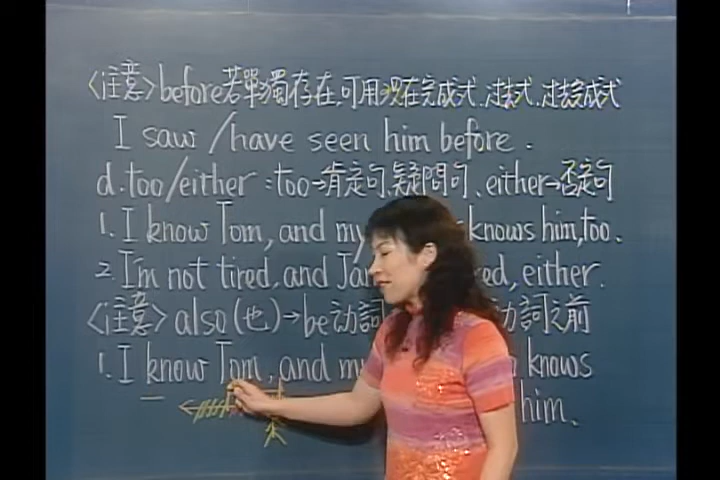 <注意>before若單獨存在,可用現在完成式、過去式、過去完成式
I saw / have seen him before.
d.too/either:too→肯定句、疑問句、either→否定句
1. I know Tom, and my knows him, too.
2. I'm not tired, and Ja red, either.
<注意> also(也)→be动詞 动詞之前
1. I know Tom, and my knows
him.